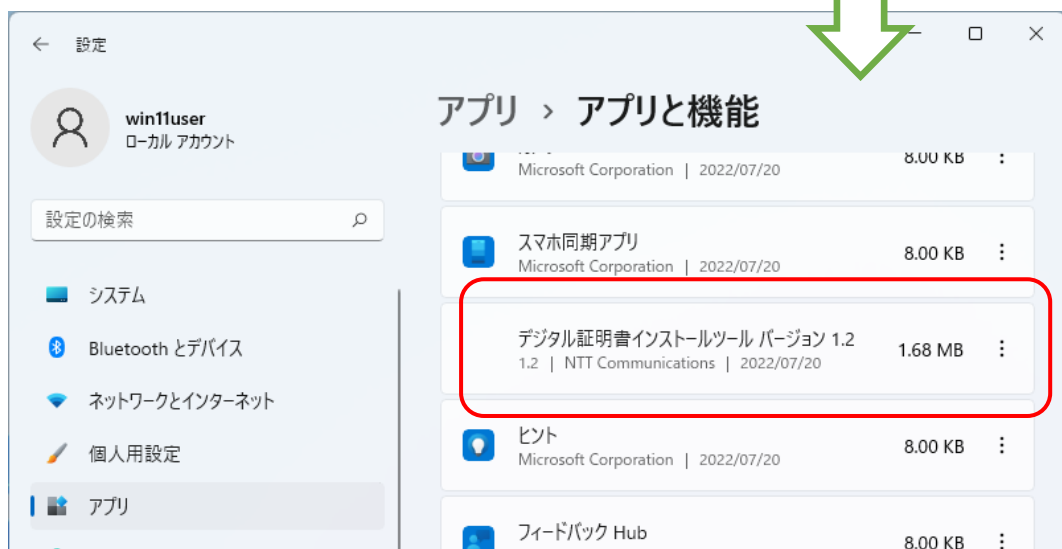 設定
win11user
ローカル アカウント
設定の検索
システム
Bluetooth とデバイス
ネットワークとインターネット
個人用設定
アプリ
アプリ › アプリと機能
8.00 KB
Microsoft Corporation | 2022/07/20
スマホ同期アプリ
Microsoft Corporation | 2022/07/20
8.00 KB
デジタル証明書インストールツール バージョン 1.2
1.2 | NTT Communications | 2022/07/20
1.68 MB
ヒント
Microsoft Corporation | 2022/07/20
8.00 KB
フィードバック Hub
8.00 KB